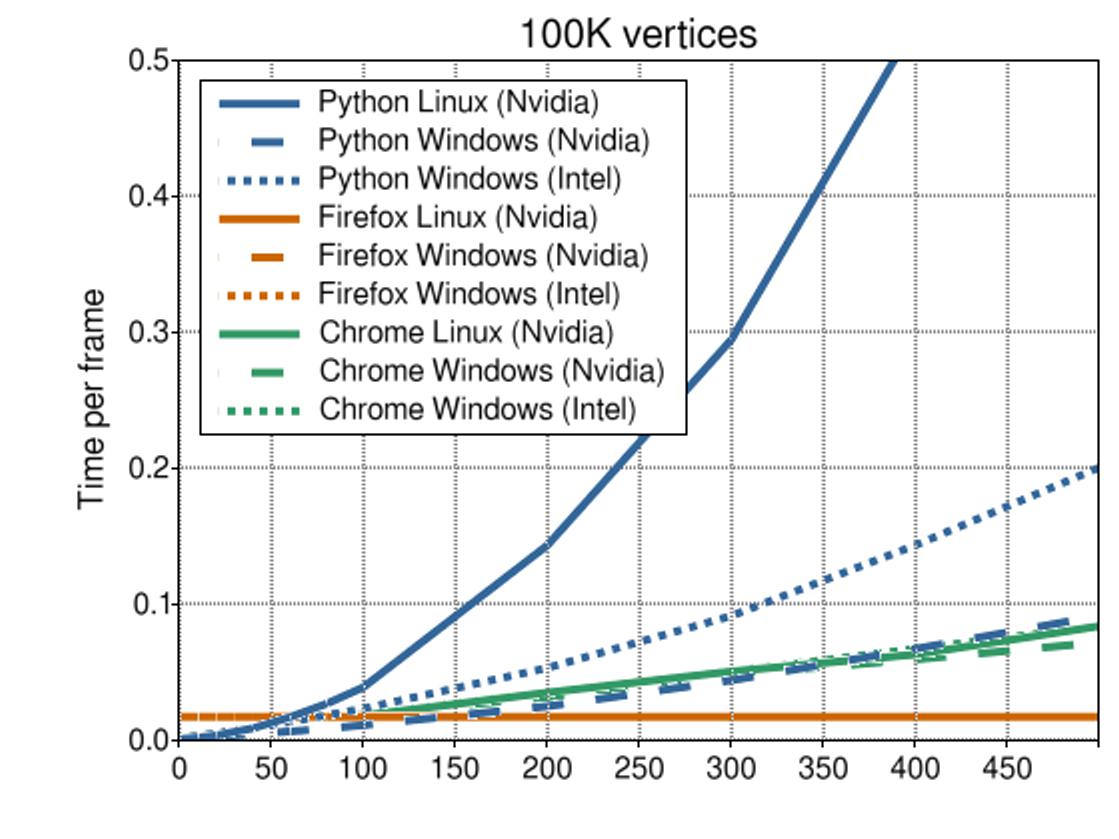 100K vertices
0.5
0.4
0.3
0.2
0.1
0.0
Time per frame
Python Linux (Nvidia)
Python Windows (Nvidia)
Python Windows (Intel)
Firefox Linux (Nvidia)
Firefox Windows (Nvidia)
Firefox Windows (Intel)
Chrome Linux (Nvidia)
Chrome Windows (Nvidia)
Chrome Windows (Intel)
0 50 100 150 200 250 300 350 400 450